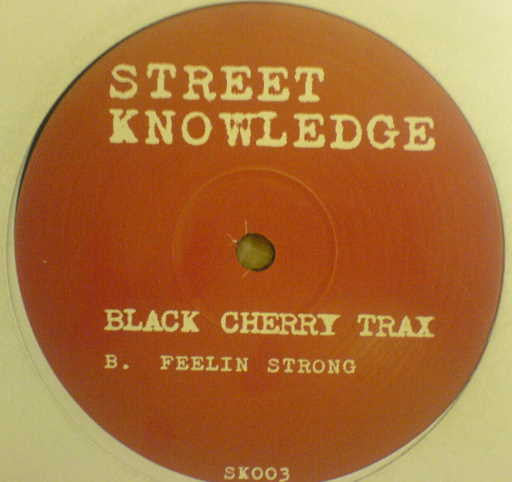 STREET
KNOWLEDGE
BLACK CHERRY TRAX
B. FEELIN STRONG
SK003